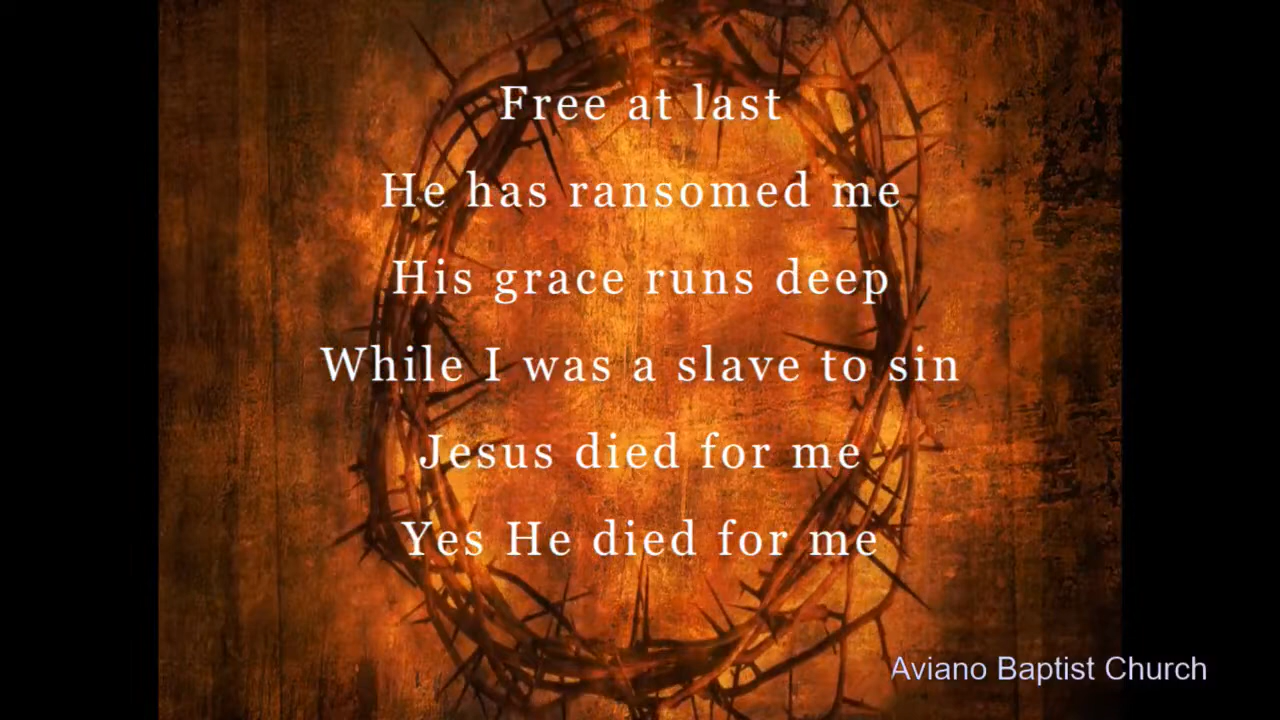 Free at last
He has ransomed me
His grace runs deep
While I was a slave to sin
Jesus died for me
Yes He died for me
Aviano Baptist Church